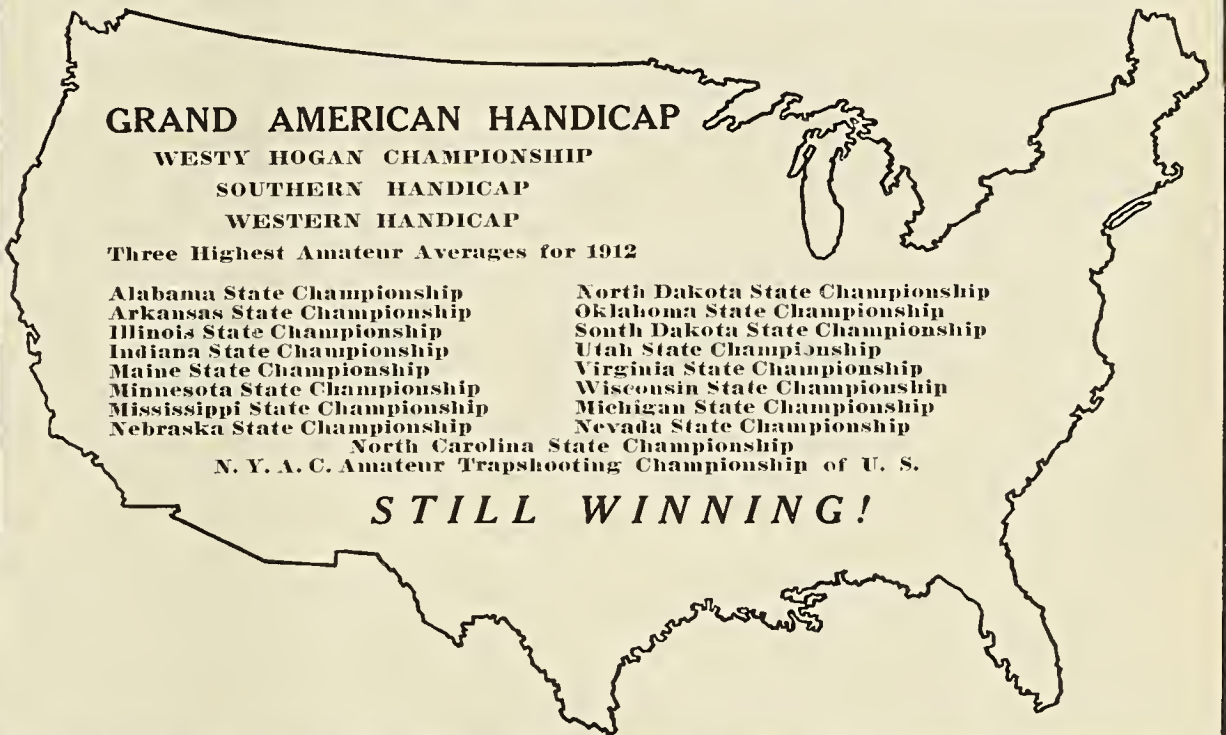 GRAND AMERICAN HANDICAP
WESTY HOGAN CHAMPIONSHIP
SOUTHERN HANDICAP
WESTERN HANDICAP
Three Highest Amateur Averages for 1912
Alabama State Championship
Arkansas State Championship
Illinois State Championship
Indiana State Championship
Maine State Championship
Minnesota State Championship
Mississippi State Championship
Nebraska State Championship
North Dakota State Championship
Oklahoma State Championship
South Dakota State Championship
Utah State Championship
Virginia State Championship
Wisconsin State Championship
Michigan State Championship
Nevada State Championship
North Carolina State Championship
N. Y. A. C. Amateur Trapshooting Championship of U. S.
STILL WINNING!